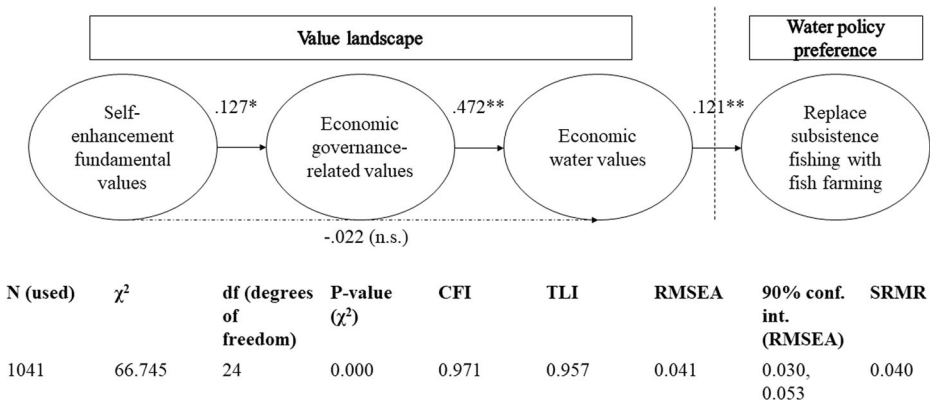 Value landscape
Water policy
preference
Self-
enhancement
fundamental
values
.127*
Economic
governance-
related values
.472**
Economic
water values
.121**
Replace
subsistence
fishing with
fish farming
-.022 (n.s.)
N (used) χ² df (degrees of freedom) P-value (χ²) CFI TLI RMSEA 90% conf. int. (RMSEA) SRMR
1041 66.745 24 0.000 0.971 0.957 0.041 0.030, 0.053 0.040